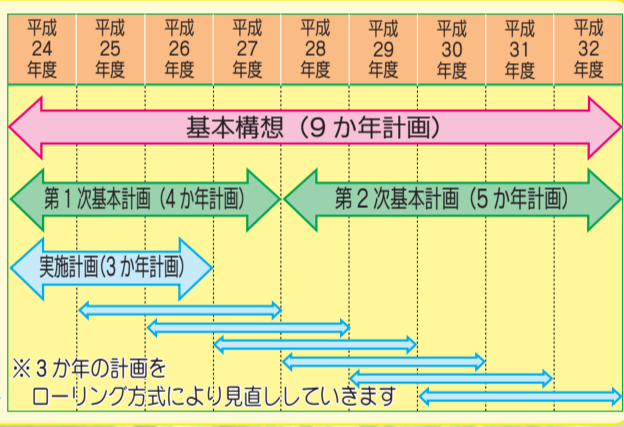 平成 平成 平成 平成 平成 平成 平成 平成 平成
24 25 26 27 28 29 30 31 32
年度 年度 年度 年度 年度 年度 年度 年度 年度
基本構想（9か年計画）
第1次基本計画（4か年計画） 第2次基本計画（5か年計画）
実施計画（3か年計画）
※3か年の計画を
ローリング方式により見直ししていきます